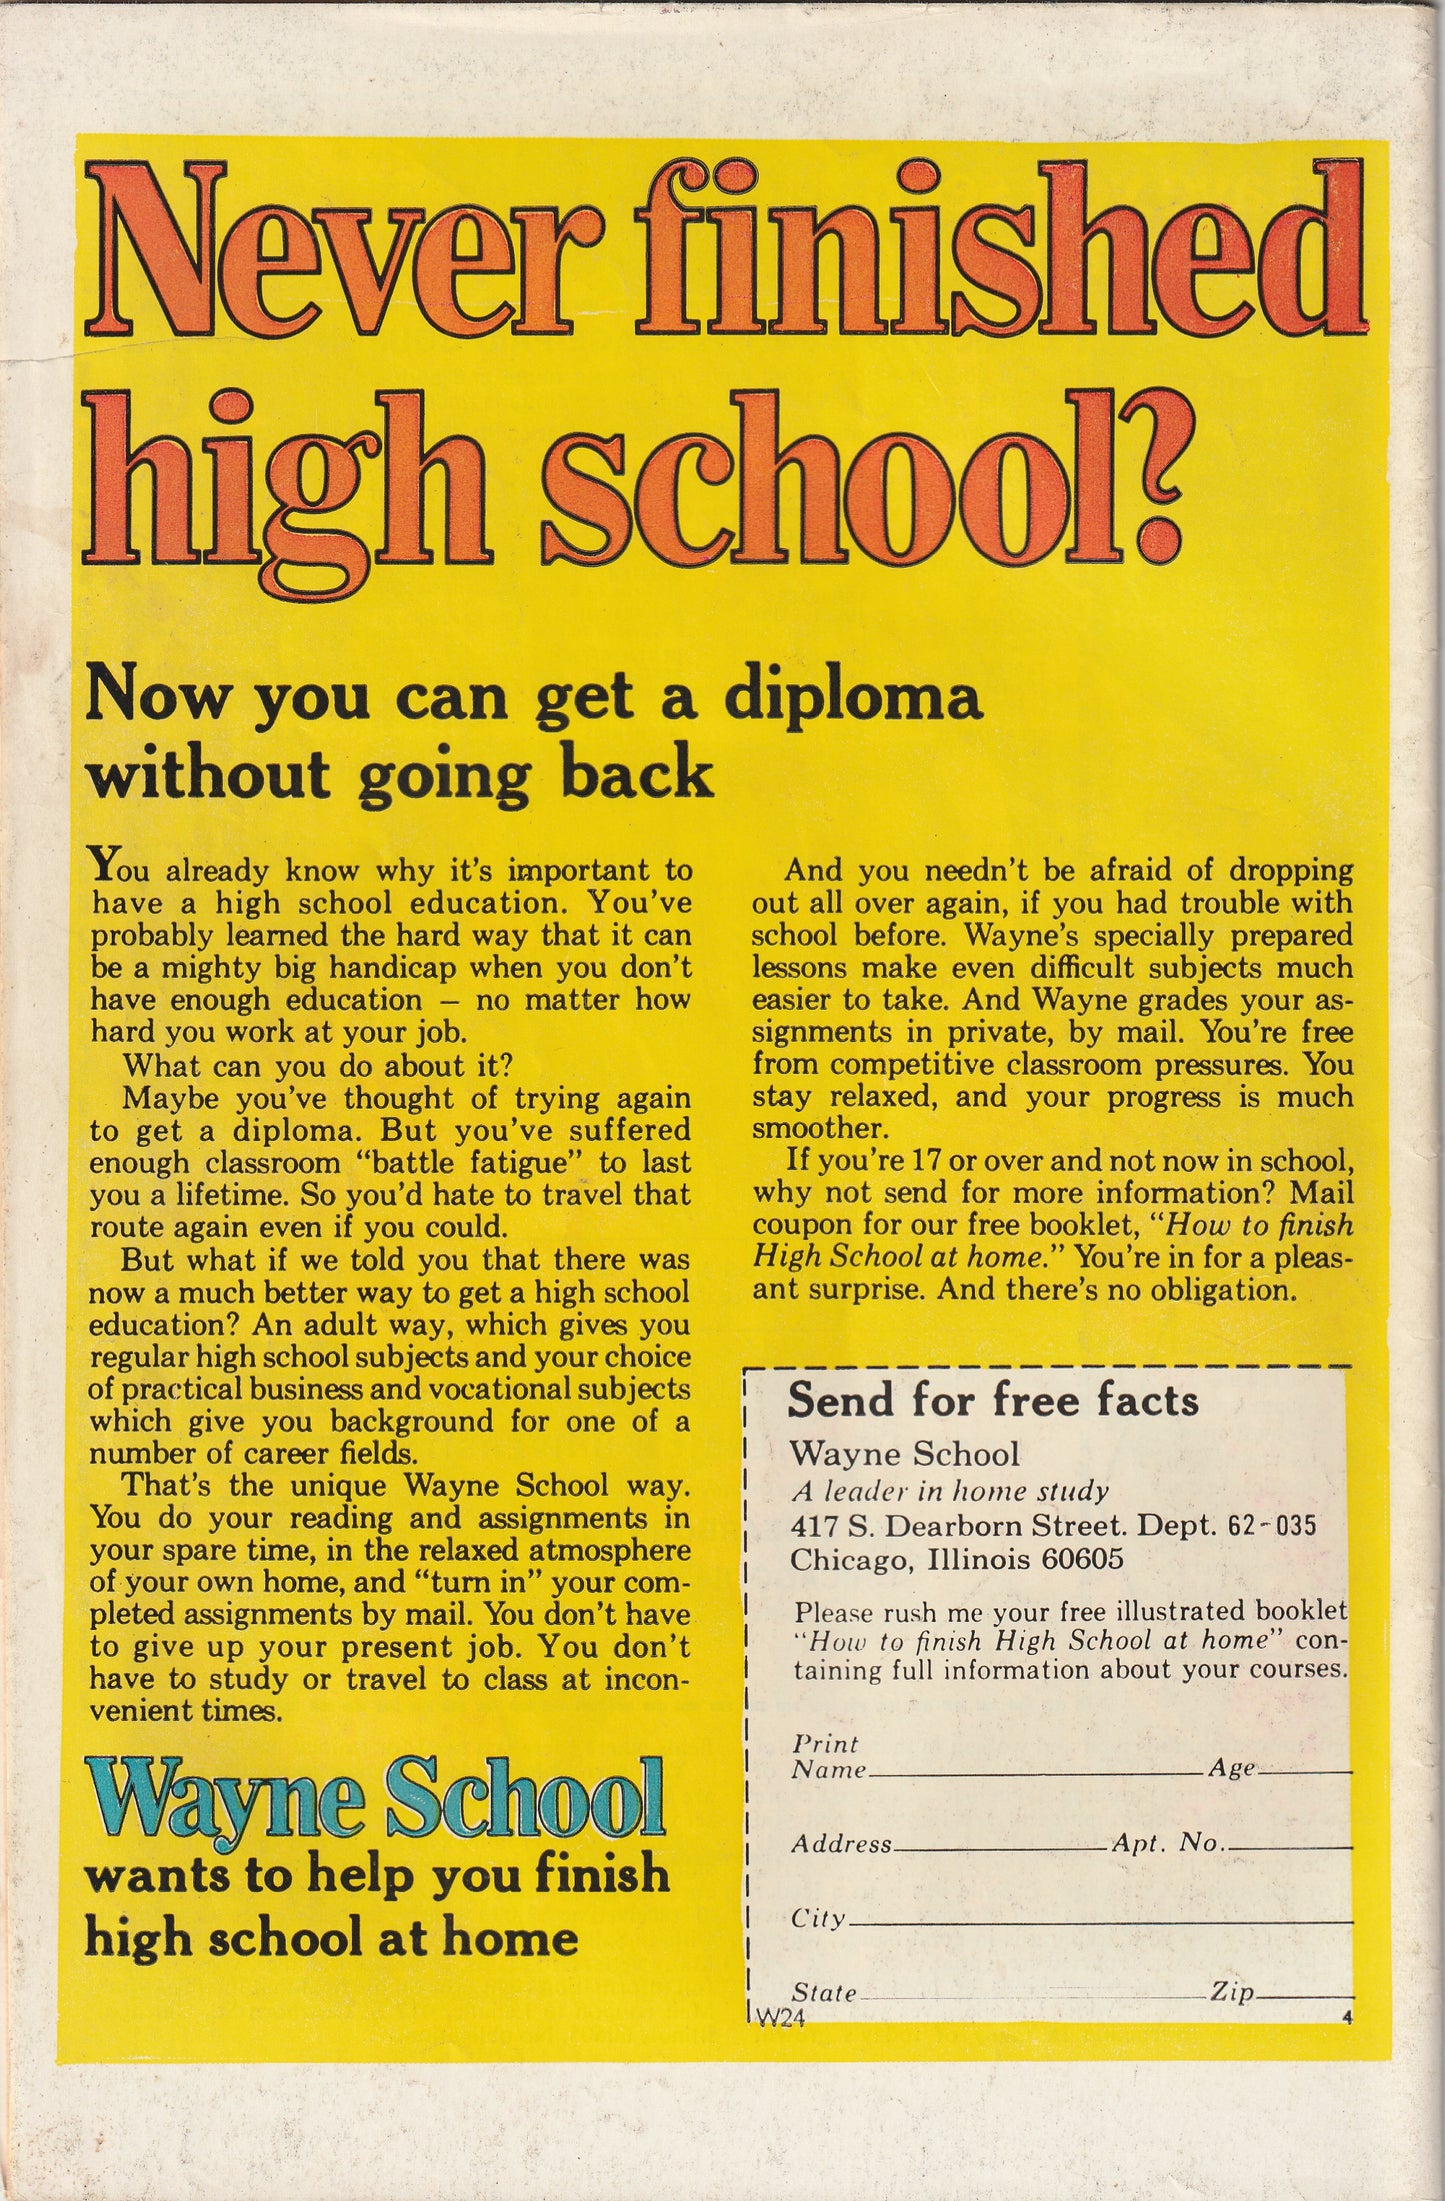 Never finished
high school?
Now you can get a diploma
without going back
You already know why it's important to
have a high school education. You've
probably learned the hard way that it can
be a mighty big handicap when you don't
have enough education — no matter how
hard you work at your job.
What can you do about it?
Maybe you've thought of trying again
to get a diploma. But you've suffered
enough classroom “battle fatigue” to last
you a lifetime. So you'd hate to travel that
route again even if you could.
But what if we told you that there was
now a much better way to get a high school
education? An adult way, which gives you
regular high school subjects and your choice
of practical business and vocational subjects
which give you background for one of a
number of career fields.
That's the unique Wayne School way.
You do your reading and assignments in
your spare time, in the relaxed atmosphere
of your own home, and “turn in” your com-
pleted assignments by mail. You don't have
to give up your present job. You don't
have to study or travel to class at incon-
venient times.
Wayne School
wants to help you finish
high school at home
And you needn't be afraid of dropping
out all over again, if you had trouble with
school before. Wayne's specially prepared
lessons make even difficult subjects much
easier to take. And Wayne grades your as-
signments in private, by mail. You're free
from competitive classroom pressures. You
stay relaxed, and your progress is much
smoother.
If you're 17 or over and not now in school,
why not send for more information? Mail
coupon for our free booklet, “How to finish
High School at home.” You're in for a pleas-
ant surprise. And there's no obligation.
Send for free facts
Wayne School
A leader in home study
417 S. Dearborn Street. Dept. 62-035
Chicago, Illinois 60605
Please rush me your free illustrated booklet
“How to finish High School at home” con-
taining full information about your courses.
Print
Name Age
Address Apt. No.
City
State Zip
W24 4